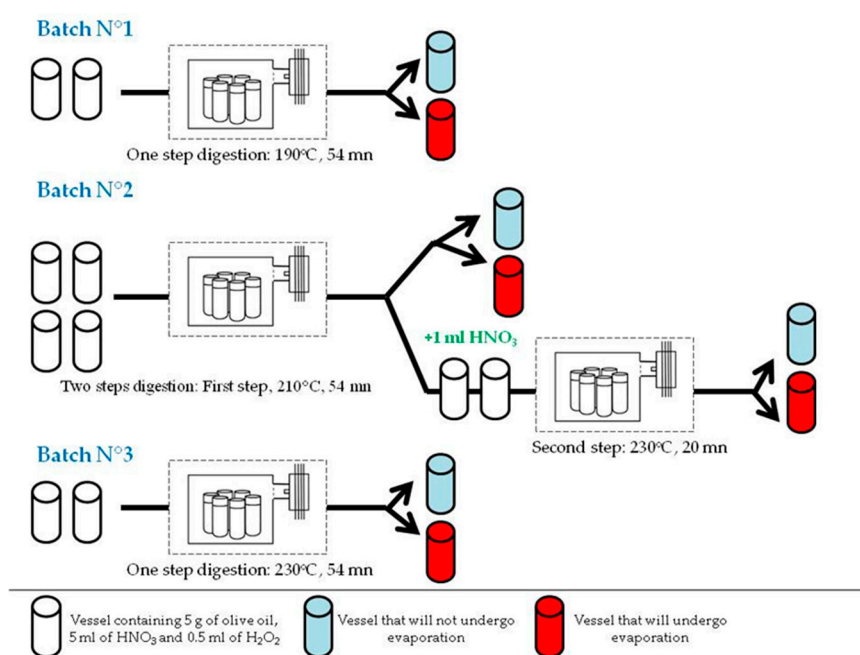 Batch N°1
One step digestion: 190°C, 54 mn
Batch N°2
+1 ml HNO₃
Two steps digestion: First step, 210°C, 54 mn
Second step: 230°C, 20 mn
Batch N°3
One step digestion: 230°C, 54 mn
Vessel containing 5 g of olive oil,
5 ml of HNO₃ and 0.5 ml of H₂O₂
Vessel that will not undergo
evaporation
Vessel that will undergo
evaporation